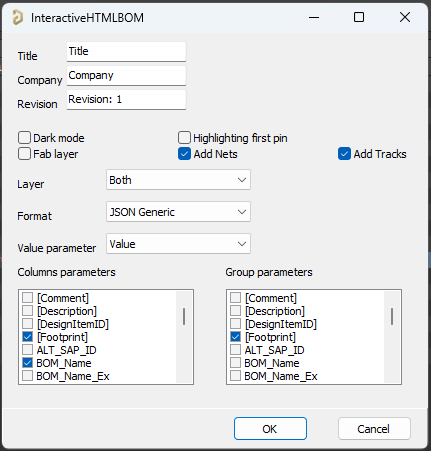 InteractiveHTMLBOM
Title Title
Company Company
Revision Revision: 1
Dark mode Highlighting first pin
Fab layer Add Nets Add Tracks
Layer Both
Format JSON Generic
Value parameter Value
Columns parameters Group parameters
[Comment] [Comment]
[Description] [Description]
[DesignItemID] [DesignItemID]
[Footprint] [Footprint]
ALT_SAP_ID ALT_SAP_ID
BOM_Name BOM_Name
BOM_Name_Ex BOM_Name_Ex
OK Cancel